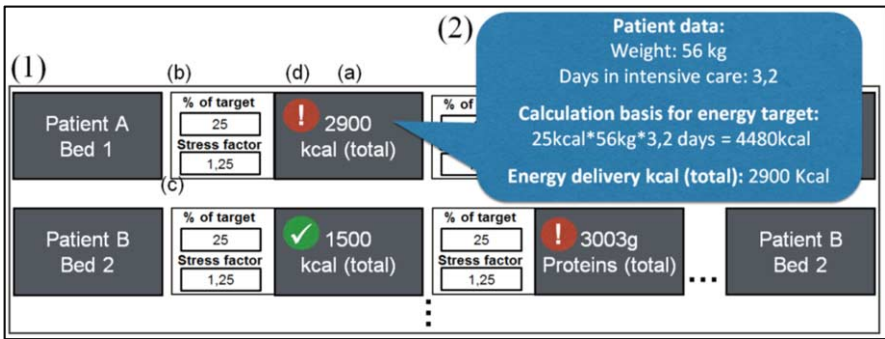 (1)
(2)
Patient data:
Weight: 56 kg
Days in intensive care: 3,2
Calculation basis for energy target:
25kcal*56kg*3,2 days = 4480kcal
Energy delivery kcal (total): 2900 Kcal
(b) (d) (a)
Patient A
Bed 1
% of target
25
Stress factor
1,25
! 2900
kcal (total)
% of
(c)
Patient B
Bed 2
% of target
25
Stress factor
1,25
✓ 1500
kcal (total)
% of target
25
Stress factor
1,25
! 3003g
Proteins (total)
...
Patient B
Bed 2